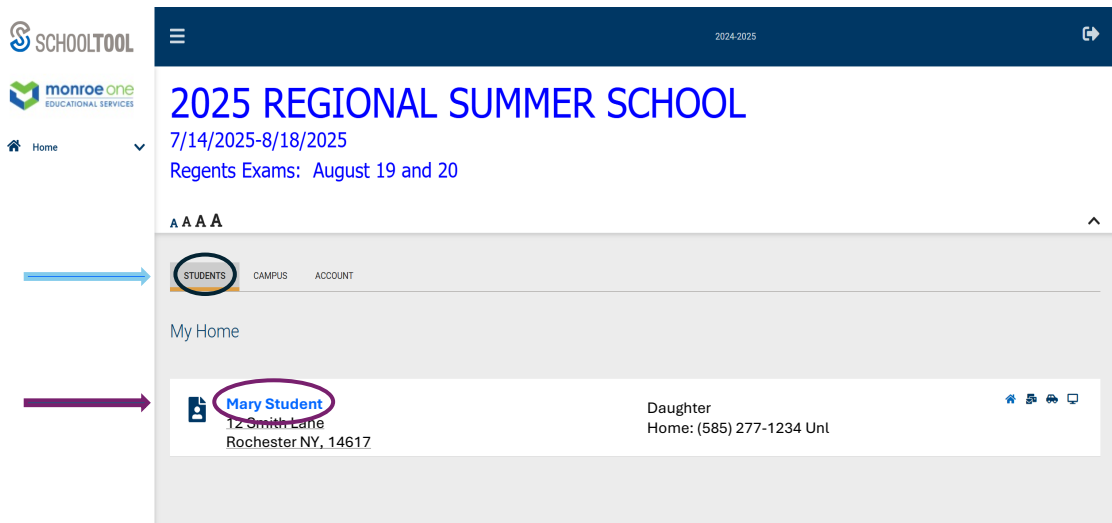 SCHOOLTOOL
2024-2025
monroe one
EDUCATIONAL SERVICES
Home
2025 REGIONAL SUMMER SCHOOL
7/14/2025-8/18/2025
Regents Exams: August 19 and 20
A A A A
STUDENTS CAMPUS ACCOUNT
My Home
Mary Student
12 Smith Lane
Rochester NY, 14617
Daughter
Home: (585) 277-1234 Unl